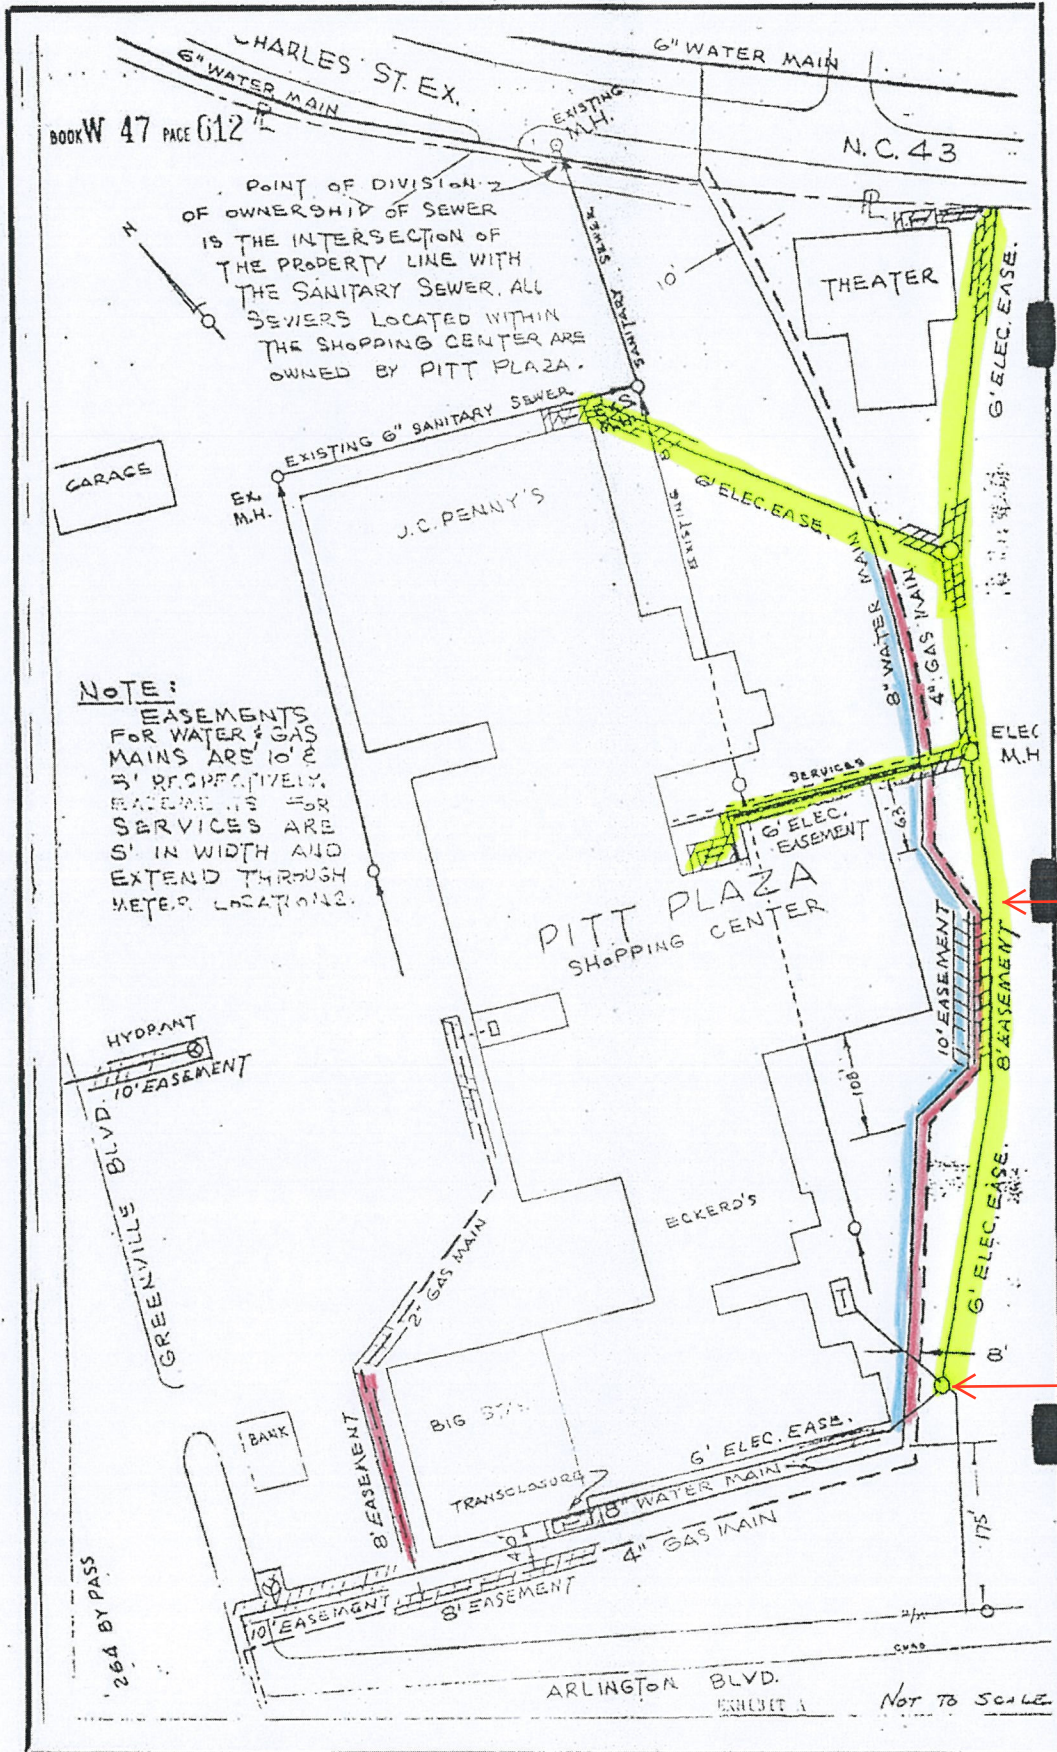 CHARLES ST. EX.
6" WATER MAIN
6" WATER MAIN
BOOK W 47 PAGE 612
PL
EXISTING
M.H.
N.C. 43
POINT OF DIVISION
OF OWNERSHIP OF SEWER
IS THE INTERSECTION OF
THE PROPERTY LINE WITH
THE SANITARY SEWER. ALL
SEWERS LOCATED WITHIN
THE SHOPPING CENTER ARE
OWNED BY PITT PLAZA.
N
SANITARY SEWER
10'
PL
THEATER
6' ELEC. EASE.
EXISTING 6" SANITARY SEWER
GARAGE
EX.
M.H.
J.C. PENNY'S
EXISTING
6' ELEC. EASE.
8" WATER MAIN
4" GAS MAIN
NOTE:
EASEMENTS
FOR WATER & GAS
MAINS ARE 10' &
8' RESPECTIVELY.
EASEMENTS FOR
SERVICES ARE
5' IN WIDTH AND
EXTEND THROUGH
METER LOCATIONS.
ELEC
M.H
SERVICES
6' ELEC.
EASEMENT
63'
PITT PLAZA
SHOPPING CENTER
10' EASEMENT
8' EASEMENT
HYDRANT
10' EASEMENT
108'
GREENVILLE BLVD.
ECKERD'S
6' ELEC. EASE.
2" GAS MAIN
T
8'
BANK
8' EASEMENT
BIG
6' ELEC. EASE.
TRANSCLOSURE
8" WATER MAIN
40'
4" GAS MAIN
175'
10' EASEMENT
8' EASEMENT
264 BY PASS
ARLINGTON BLVD.
EXHIBIT A
NOT TO SCALE